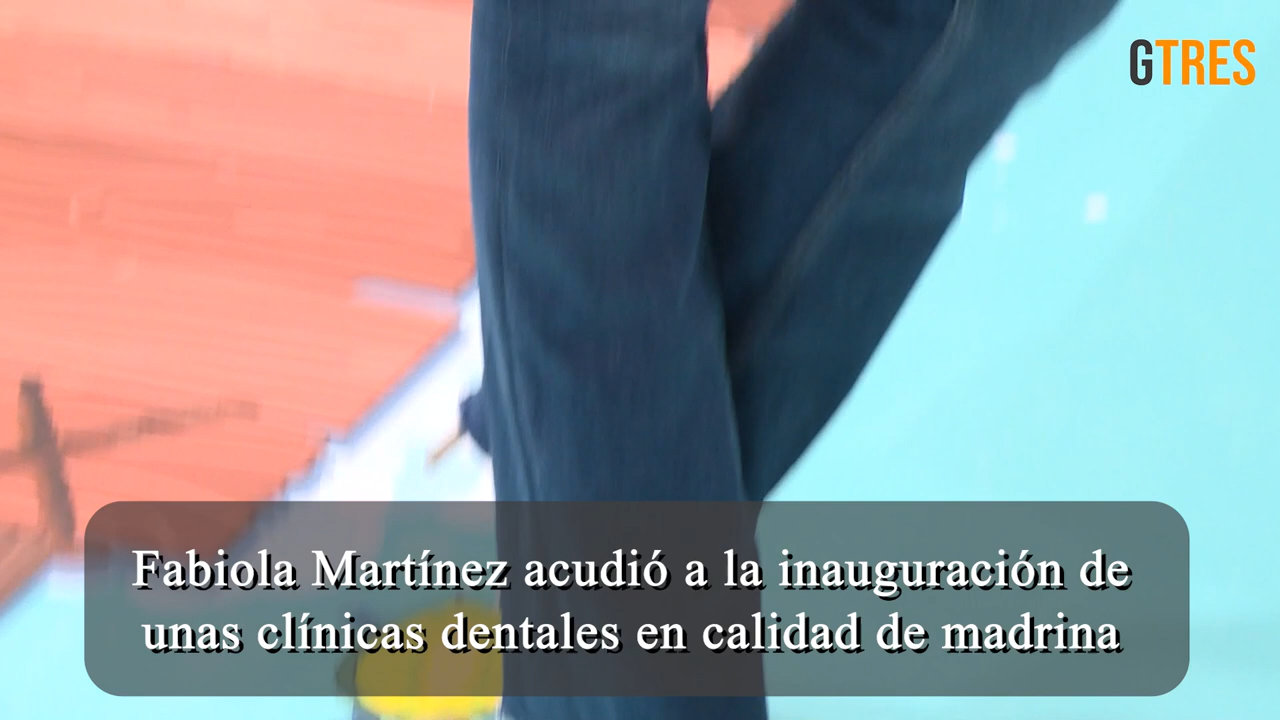 GTRES
Fabiola Martínez acudió a la inauguración de
unas clínicas dentales en calidad de madrina